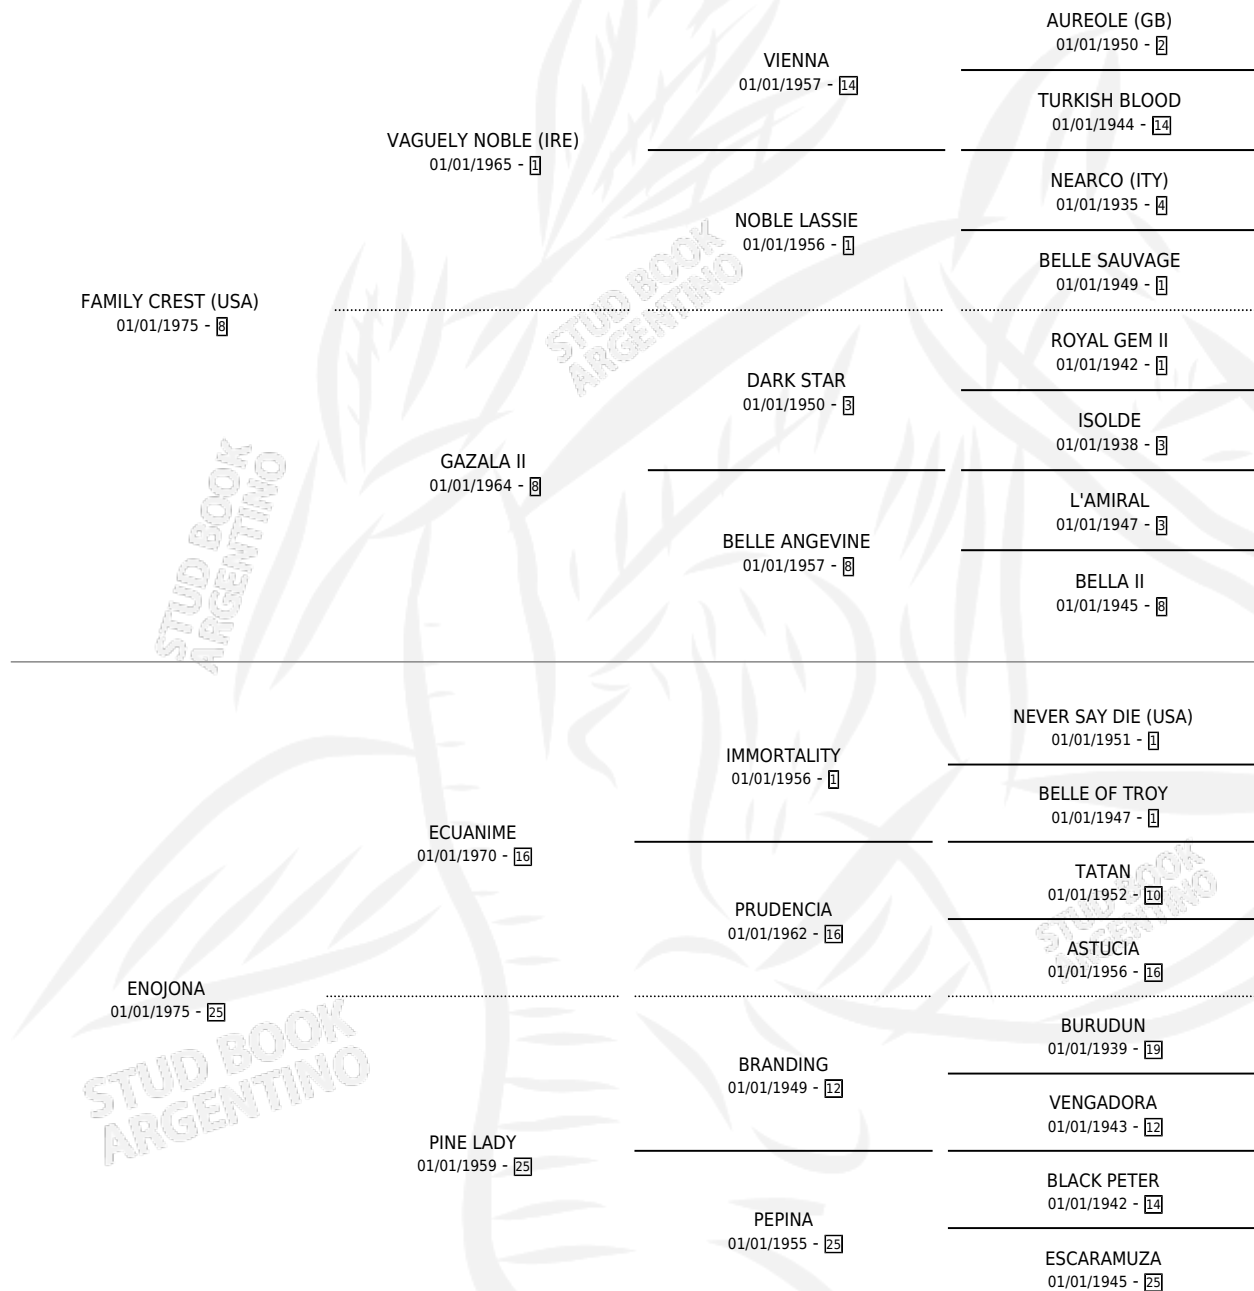 AUREOLE (GB)
01/01/1950 - 2
VIENNA
01/01/1957 - 14
TURKISH BLOOD
01/01/1944 - 14
VAGUELY NOBLE (IRE)
01/01/1965 - 1
NEARCO (ITY)
01/01/1935 - 4
NOBLE LASSIE
01/01/1956 - 1
BELLE SAUVAGE
01/01/1949 - 1
FAMILY CREST (USA)
01/01/1975 - 8
ROYAL GEM II
01/01/1942 - 1
DARK STAR
01/01/1950 - 3
ISOLDE
01/01/1938 - 3
GAZALA II
01/01/1964 - 8
L'AMIRAL
01/01/1947 - 3
BELLE ANGEVINE
01/01/1957 - 8
BELLA II
01/01/1945 - 8
NEVER SAY DIE (USA)
01/01/1951 - 1
IMMORTALITY
01/01/1956 - 1
BELLE OF TROY
01/01/1947 - 1
ECUANIME
01/01/1970 - 16
TATAN
01/01/1952 - 10
PRUDENCIA
01/01/1962 - 16
ASTUCIA
01/01/1956 - 16
ENOJONA
01/01/1975 - 25
BURUDUN
01/01/1939 - 19
BRANDING
01/01/1949 - 12
VENGADORA
01/01/1943 - 12
PINE LADY
01/01/1959 - 25
BLACK PETER
01/01/1942 - 14
PEPINA
01/01/1955 - 25
ESCARAMUZA
01/01/1945 - 25
STUD BOOK
ARGENTINO
STUD BOOK
ARGENTINO
STUD BOOK
ARGENTINO
STUD BOOK
ARGENTINO